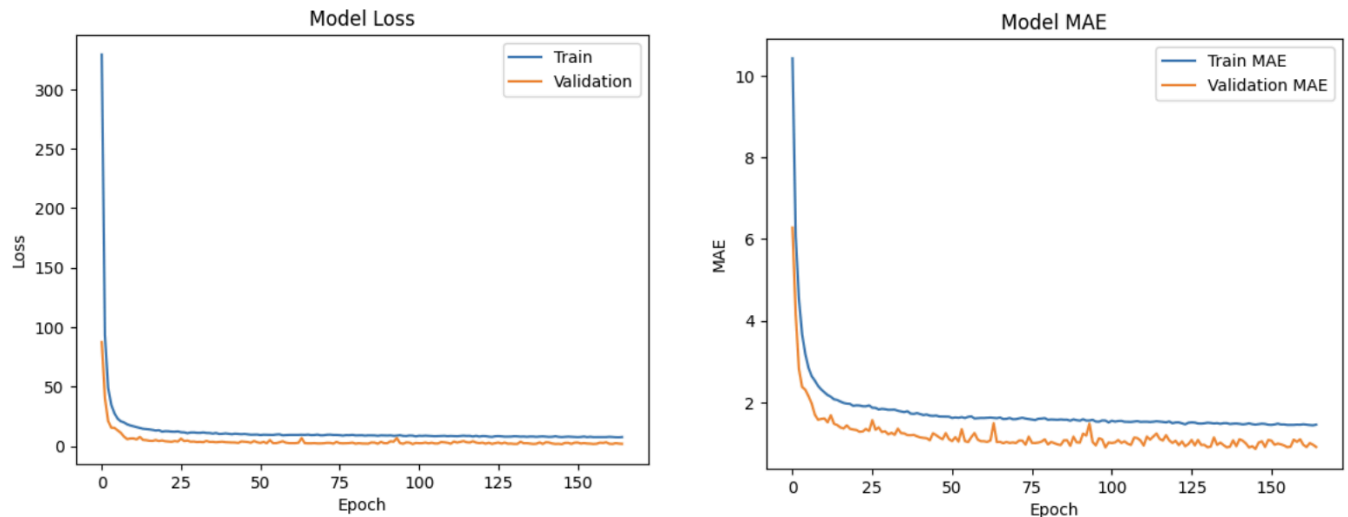 Model Loss
Train
Validation
300
250
200
150
100
50
0
Loss
0 25 50 75 100 125 150
Epoch
Model MAE
Train MAE
Validation MAE
10
8
6
4
2
MAE
0 25 50 75 100 125 150
Epoch